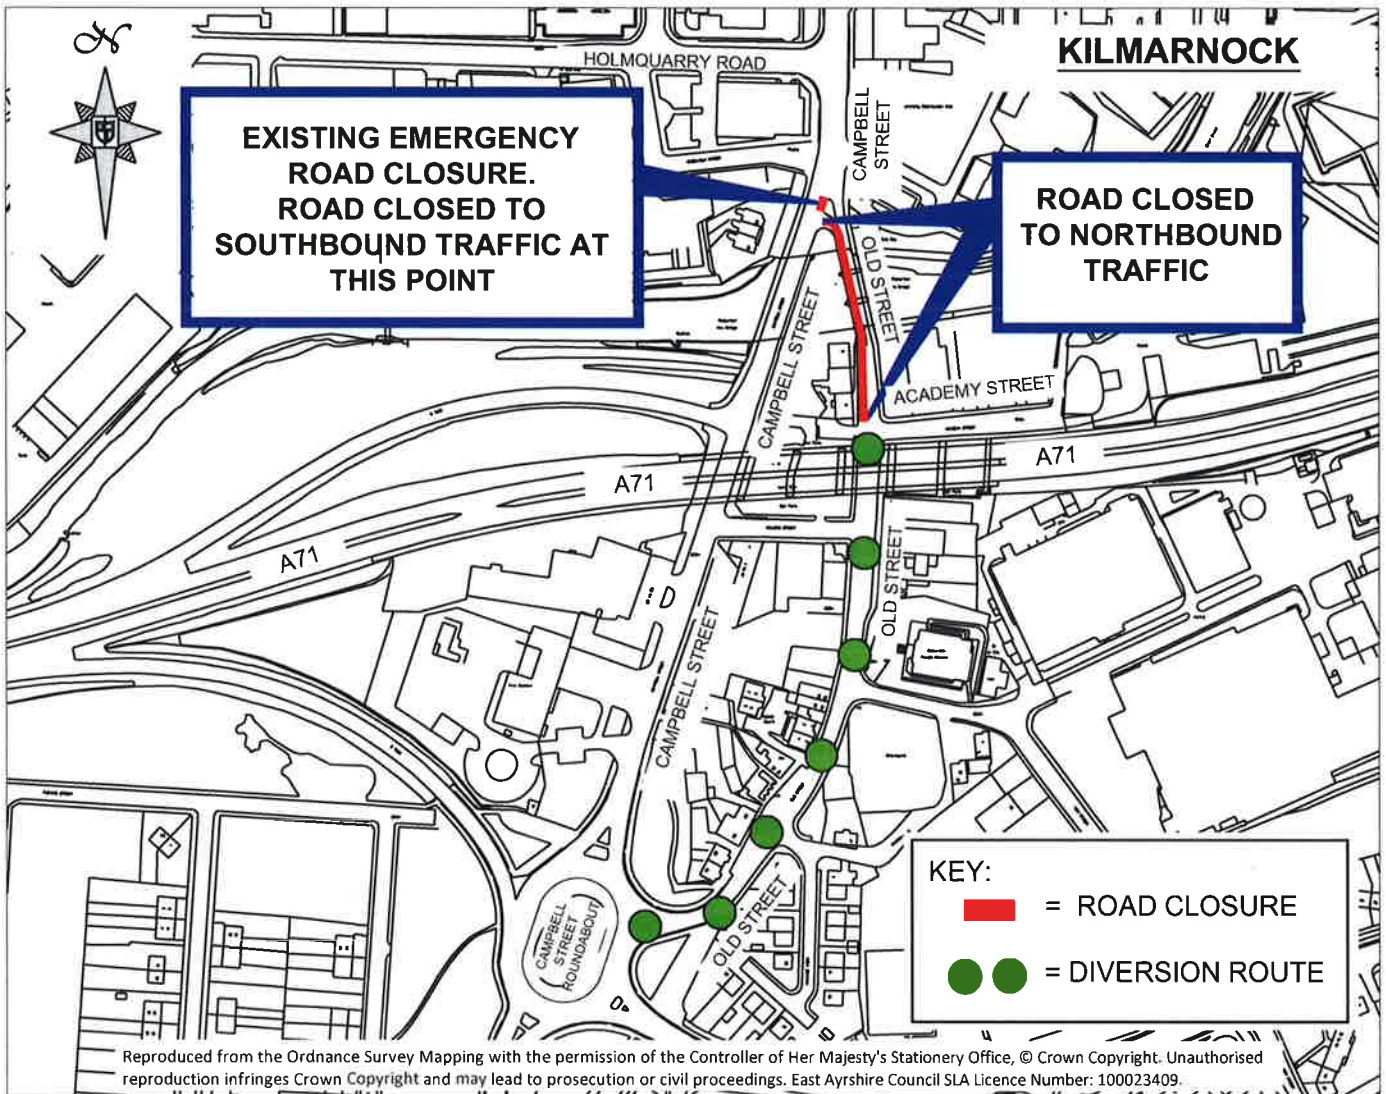 KILMARNOCK
HOLMQUARRY ROAD
CAMPBELL
STREET
EXISTING EMERGENCY
ROAD CLOSURE.
ROAD CLOSED TO
SOUTHBOUND TRAFFIC AT
THIS POINT
ROAD CLOSED
TO NORTHBOUND
TRAFFIC
OLD STREET
CAMPBELL STREET
ACADEMY STREET
A71
A71
A71
OLD STREET
CAMPBELL STREET
OLD STREET
CAMPBELL
STREET
ROUNDABOUT
KEY:
= ROAD CLOSURE
= DIVERSION ROUTE
Reproduced from the Ordnance Survey Mapping with the permission of the Controller of Her Majesty's Stationery Office, © Crown Copyright. Unauthorised
reproduction infringes Crown Copyright and may lead to prosecution or civil proceedings. East Ayrshire Council SLA Licence Number: 100023409.